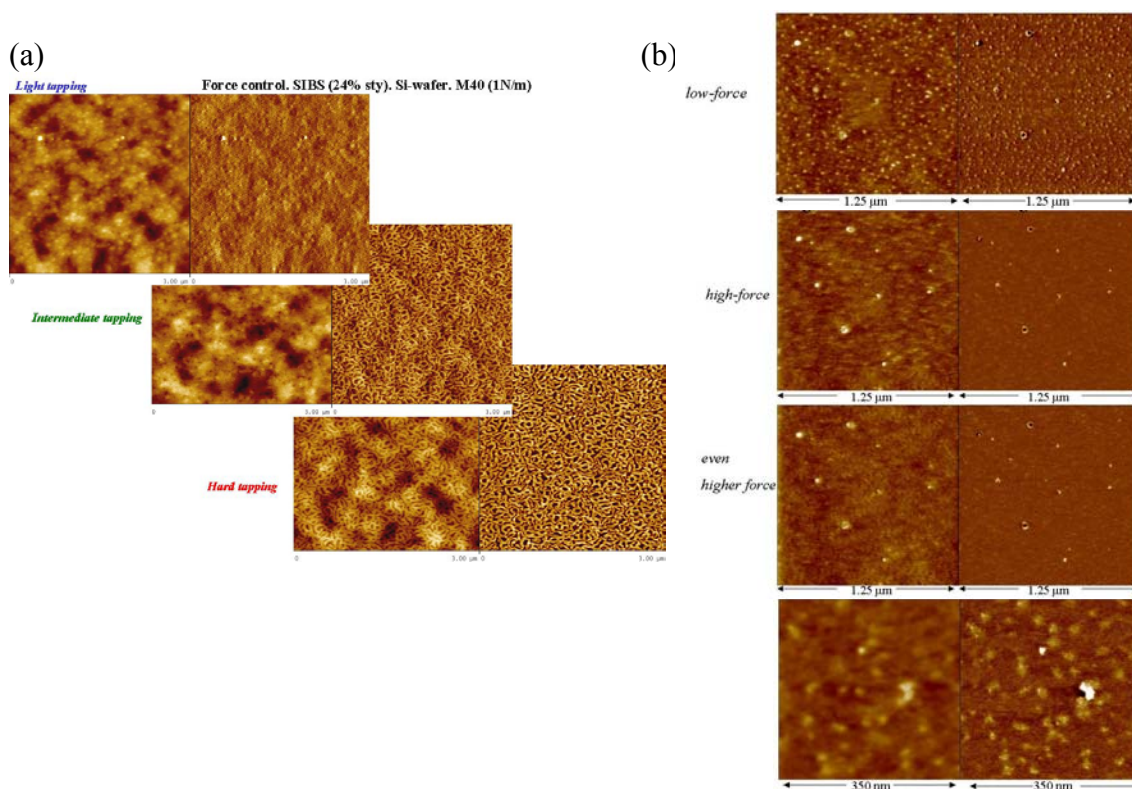 (a)
Light tapping
Force control. SIBS (24% sty). Si-wafer. M40 (1N/m)
0
3.00 µm
0
3.00 µm
Intermediate tapping
0
3.00 µm
0
3.00 µm
Hard tapping
0
3.00 µm
0
3.00 µm
(b)
low-force
1.25 µm
1.25 µm
high-force
1.25 µm
1.25 µm
even
higher force
1.25 µm
1.25 µm
350 nm
350 nm